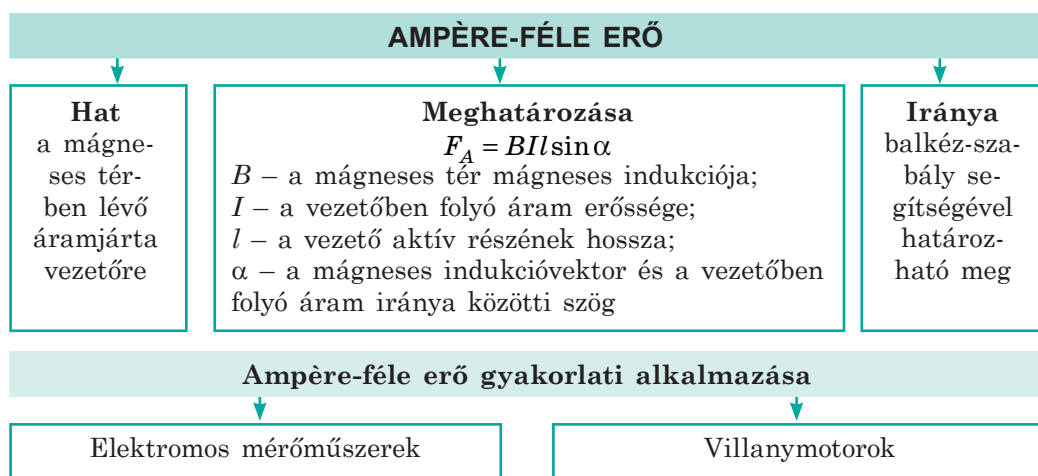 AMPÈRE-FÉLE ERŐ
Hat
a mágne-
ses tér-
ben lévő
áramjárta
vezetőre
Meghatározása
F_A = BIl sin α
B – a mágneses tér mágneses indukciója;
I – a vezetőben folyó áram erőssége;
l – a vezető aktív részének hossza;
α – a mágneses indukcióvektor és a vezetőben
folyó áram iránya közötti szög
Iránya
balkéz-sza-
bály se-
gítségével
határoz-
ható meg
Ampère-féle erő gyakorlati alkalmazása
Elektromos mérőműszerek
Villanymotorok